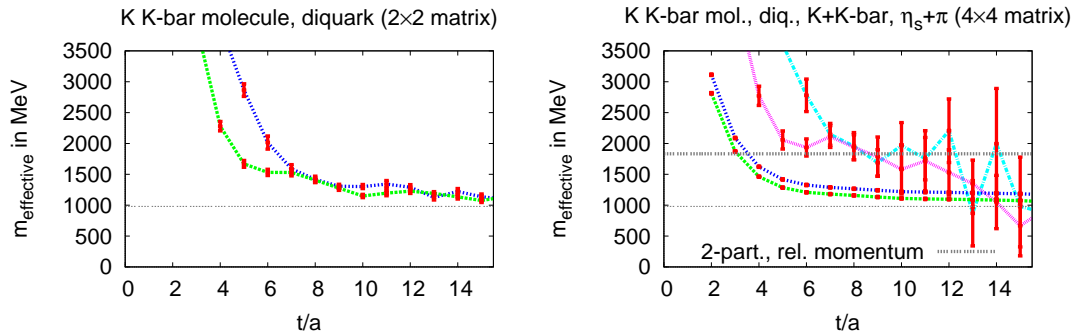 K K-bar molecule, diquark (2×2 matrix)
3500
3000
2500
2000
1500
1000
500
0
m_effective in MeV
0 2 4 6 8 10 12 14
t/a
K K-bar mol., diq., K+K-bar, η_s+π (4×4 matrix)
3500
3000
2500
2000
1500
1000
500
0
m_effective in MeV
2-part., rel. momentum
0 2 4 6 8 10 12 14
t/a